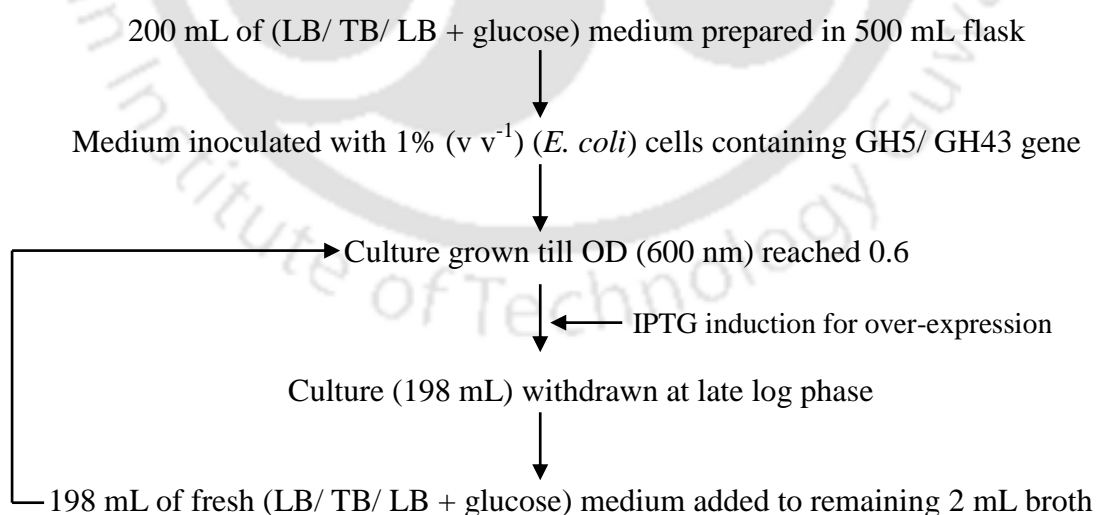 200 mL of (LB/ TB/ LB + glucose) medium prepared in 500 mL flask
Medium inoculated with 1% (v v⁻¹) (E. coli) cells containing GH5/ GH43 gene
Culture grown till OD (600 nm) reached 0.6
IPTG induction for over-expression
Culture (198 mL) withdrawn at late log phase
198 mL of fresh (LB/ TB/ LB + glucose) medium added to remaining 2 mL broth
Institute of Technology